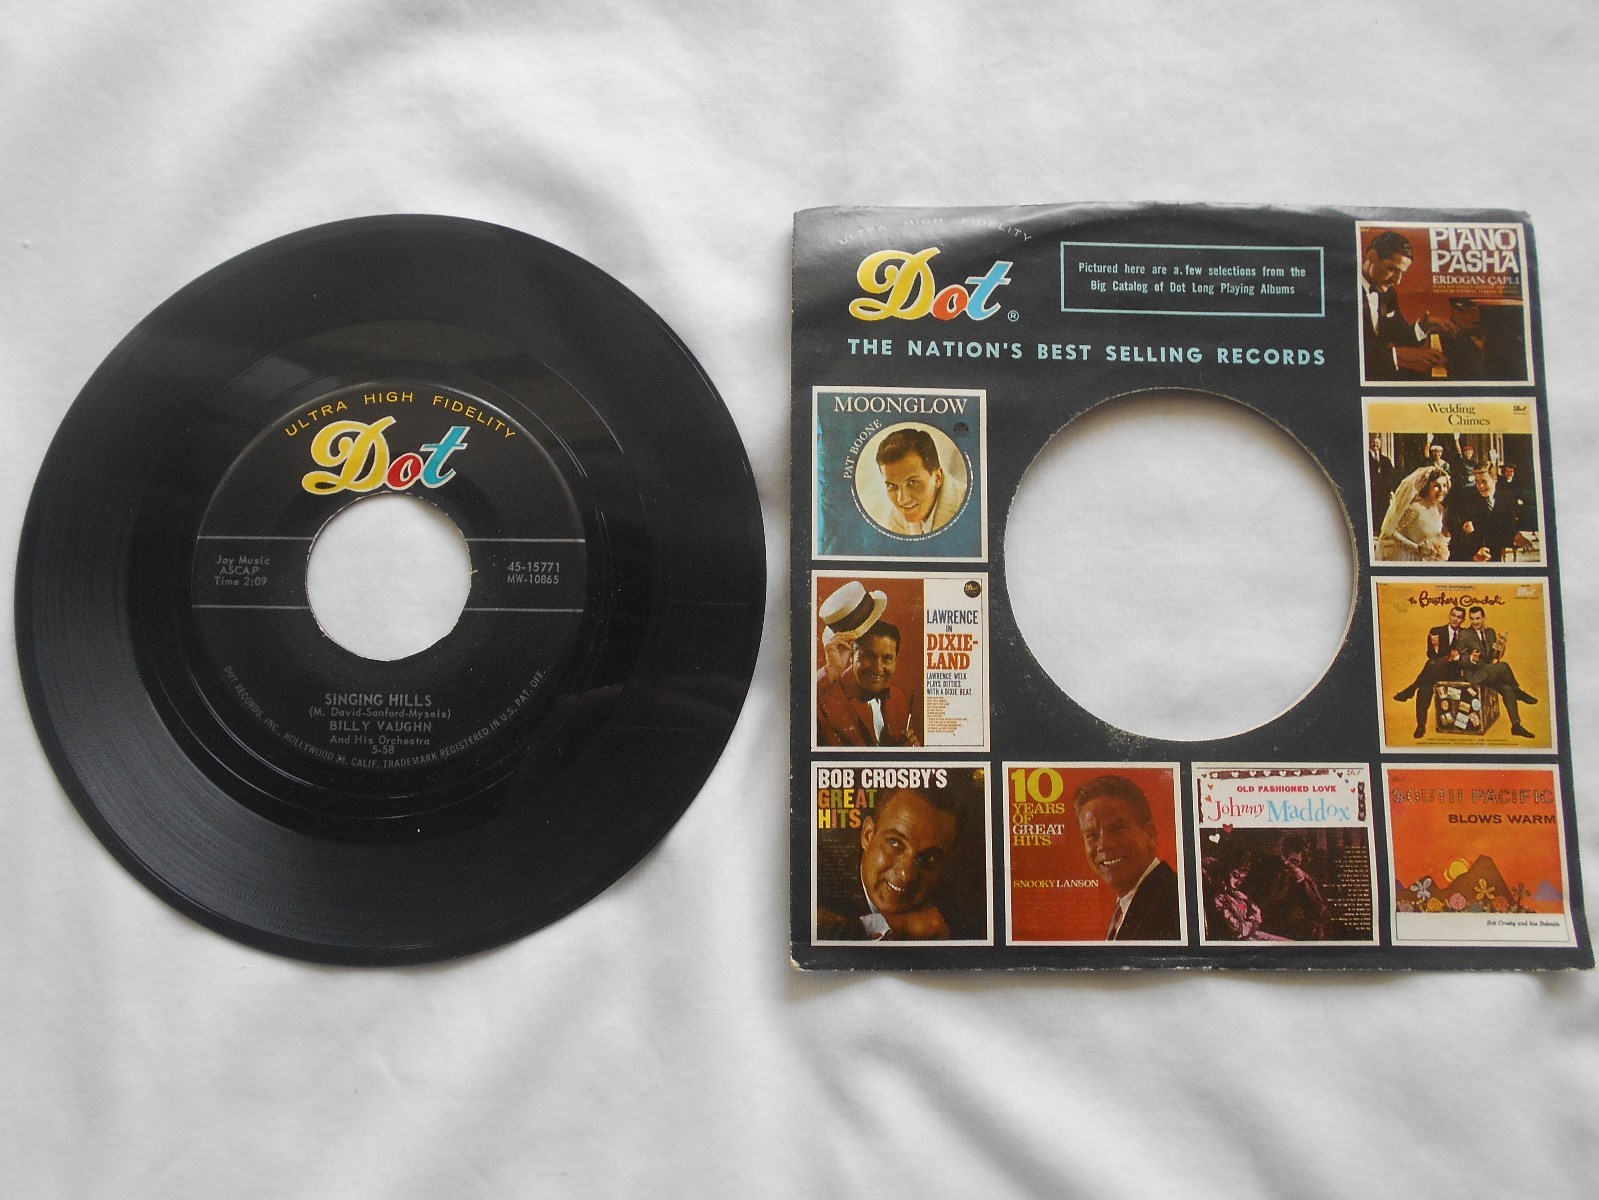 ULTRA HIGH FIDELITY
Dot
Joy Music
ASCAP
Time 2:09
45-15771
MW-10865
SINGING HILLS
(M. David-Sanford-Mysels)
BILLY VAUGHN
And His Orchestra
5-58
DOT RECORDS, INC. HOLLYWOOD 28, CALIF. TRADEMARK REGISTERED IN U.S. PAT. OFF.
ULTRA HIGH FIDELITY
Dot ®
Pictured here are a few selections from the
Big Catalog of Dot Long Playing Albums
THE NATION'S BEST SELLING RECORDS
PIANO
PASHA
ERDOGAN ÇAPLI
MOONGLOW
PAT BOONE
Wedding
Chimes
LAWRENCE
IN
DIXIE-
LAND
LAWRENCE WELK
PLAYS DITTIES
WITH A DIXIE BEAT
The Brothers Candoli
BOB CROSBY'S
GREAT
HITS
10
YEARS
OF
GREAT
HITS
SNOOKY LANSON
OLD FASHIONED LOVE
Johnny Maddox
SOUTH PACIFIC
BLOWS WARM
Bob Crosby and his Bobcats